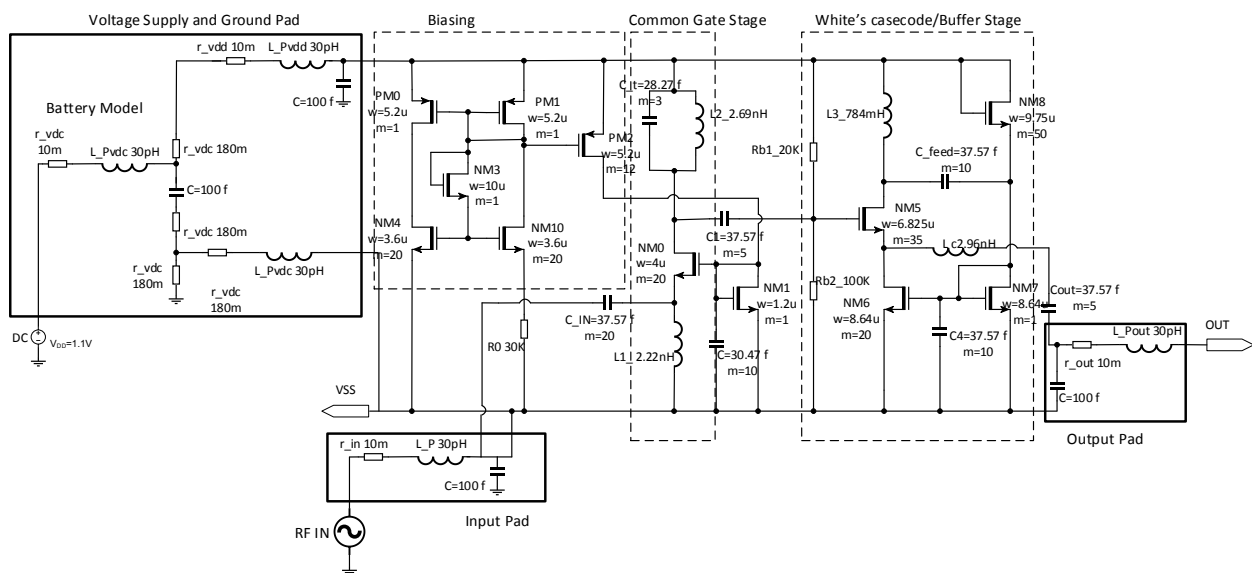 Voltage Supply and Ground Pad
Biasing
Common Gate Stage
White's casecode/Buffer Stage
r_vdd 10m
L_Pvdd 30pH
C=100 f
Battery Model
r_vdc
10m
L_Pvdc 30pH
r_vdc 180m
C=100 f
r_vdc 180m
L_Pvdc 30pH
r_vdc
180m
r_vdc
180m
DC
VDD=1.1V
PM0
w=5.2u
m=1
PM1
w=5.2u
m=1
PM2
w=5.2u
m=12
NM3
w=10u
m=1
NM4
w=3.6u
m=20
NM10
w=3.6u
m=20
R0 30K
C_IN=37.57 f
m=20
C_t=28.27 f
m=3
L2_2.69nH
C1=37.57 f
m=5
NM0
w=4u
m=20
NM1
w=1.2u
m=1
L1_2.22nH
C=30.47 f
m=10
Rb1_20K
Rb2_100K
L3_784mH
NM8
w=9.75u
m=50
C_feed=37.57 f
m=10
NM5
w=6.825u
m=35
L_c2.96nH
NM6
w=8.64u
m=20
NM7
w=8.64u
m=1
C4=37.57 f
m=10
Cout=37.57 f
m=5
L_Pout 30pH
OUT
r_out 10m
C=100 f
Output Pad
VSS
r_in 10m
L_P 30pH
C=100 f
Input Pad
RF IN